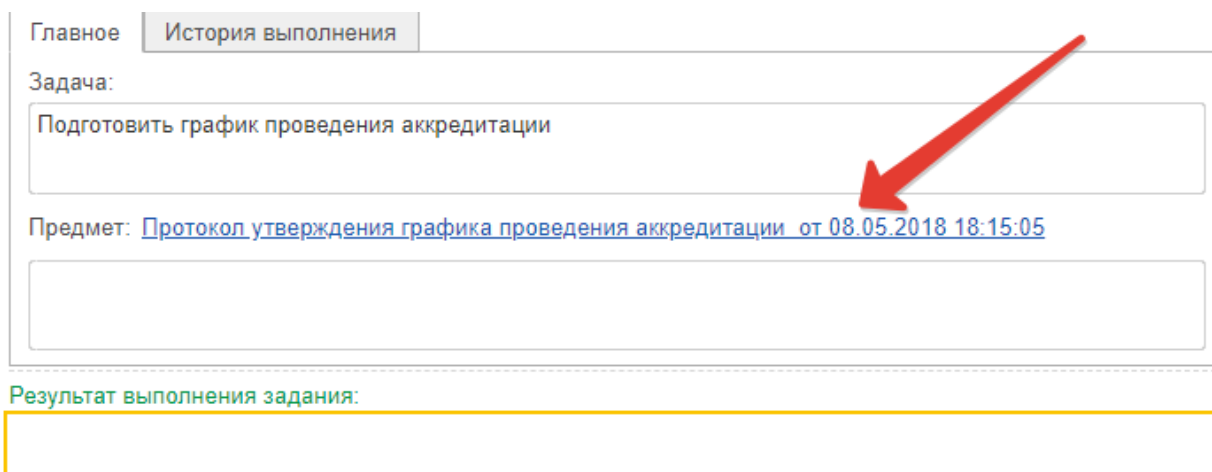 Главное История выполнения
Задача:
Подготовить график проведения аккредитации
Предмет: Протокол утверждения графика проведения аккредитации от 08.05.2018 18:15:05
Результат выполнения задания: